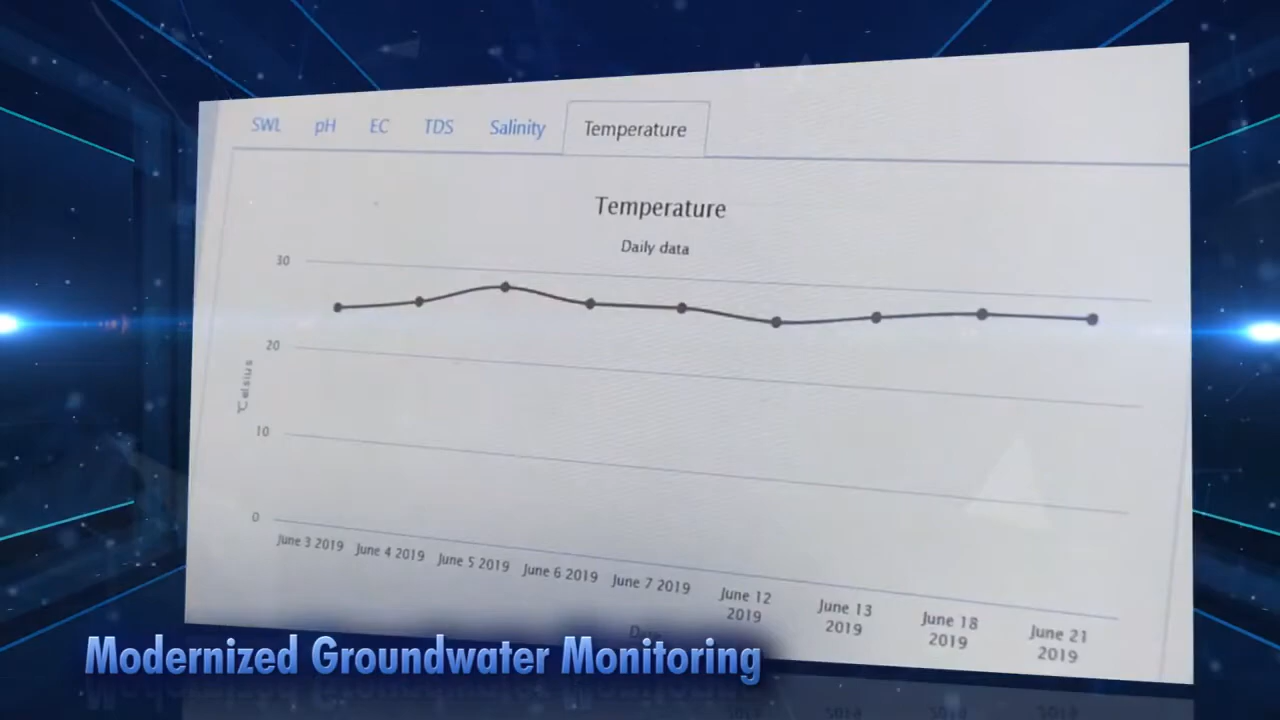 SWL pH EC TDS Salinity Temperature
Temperature
Daily data
30
20
10
0
°Celsius
June 3 2019 June 4 2019 June 5 2019 June 6 2019 June 7 2019 June 12 2019 June 13 2019 June 18 2019 June 21 2019
Modernized Groundwater Monitoring